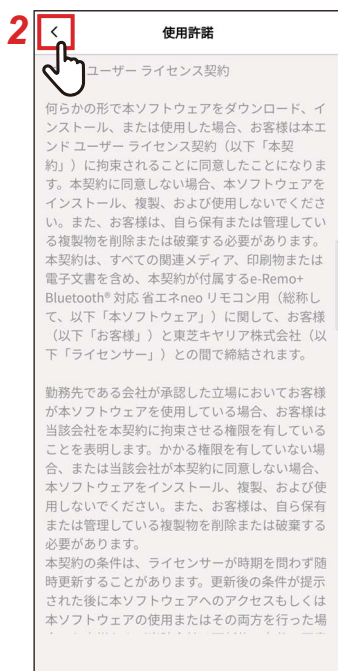 2
使用許諾
ユーザー ライセンス契約
何らかの形で本ソフトウェアをダウンロード、イ
ンストール、または使用した場合、お客様は本エ
ンド ユーザー ライセンス契約（以下「本契
約」）に拘束されることに同意したことになりま
す。本契約に同意しない場合、本ソフトウェアを
インストール、複製、および使用しないでくださ
い。また、お客様は、自ら保有または管理してい
る複製物を削除または破棄する必要があります。
本契約は、すべての関連メディア、印刷物または
電子文書を含め、本契約が付属するe-Remo+
Bluetooth® 対応 省エネneo リモコン用（総称し
て、以下「本ソフトウェア」）に関して、お客様
（以下「お客様」）と東芝キヤリア株式会社（以
下「ライセンサー」）との間で締結されます。
勤務先である会社が承認した立場においてお客様
が本ソフトウェアを使用している場合、お客様は
当該会社を本契約に拘束させる権限を有している
ことを表明します。かかる権限を有していない場
合、または当該会社が本契約に同意しない場合、
本ソフトウェアをインストール、複製、および使
用しないでください。また、お客様は、自ら保有
または管理している複製物を削除または破棄する
必要があります。
本契約の条件は、ライセンサーが時期を問わず随
時更新することがあります。更新後の条件が提示
された後に本ソフトウェアへのアクセスもしくは
本ソフトウェアの使用またはその両方を行った場